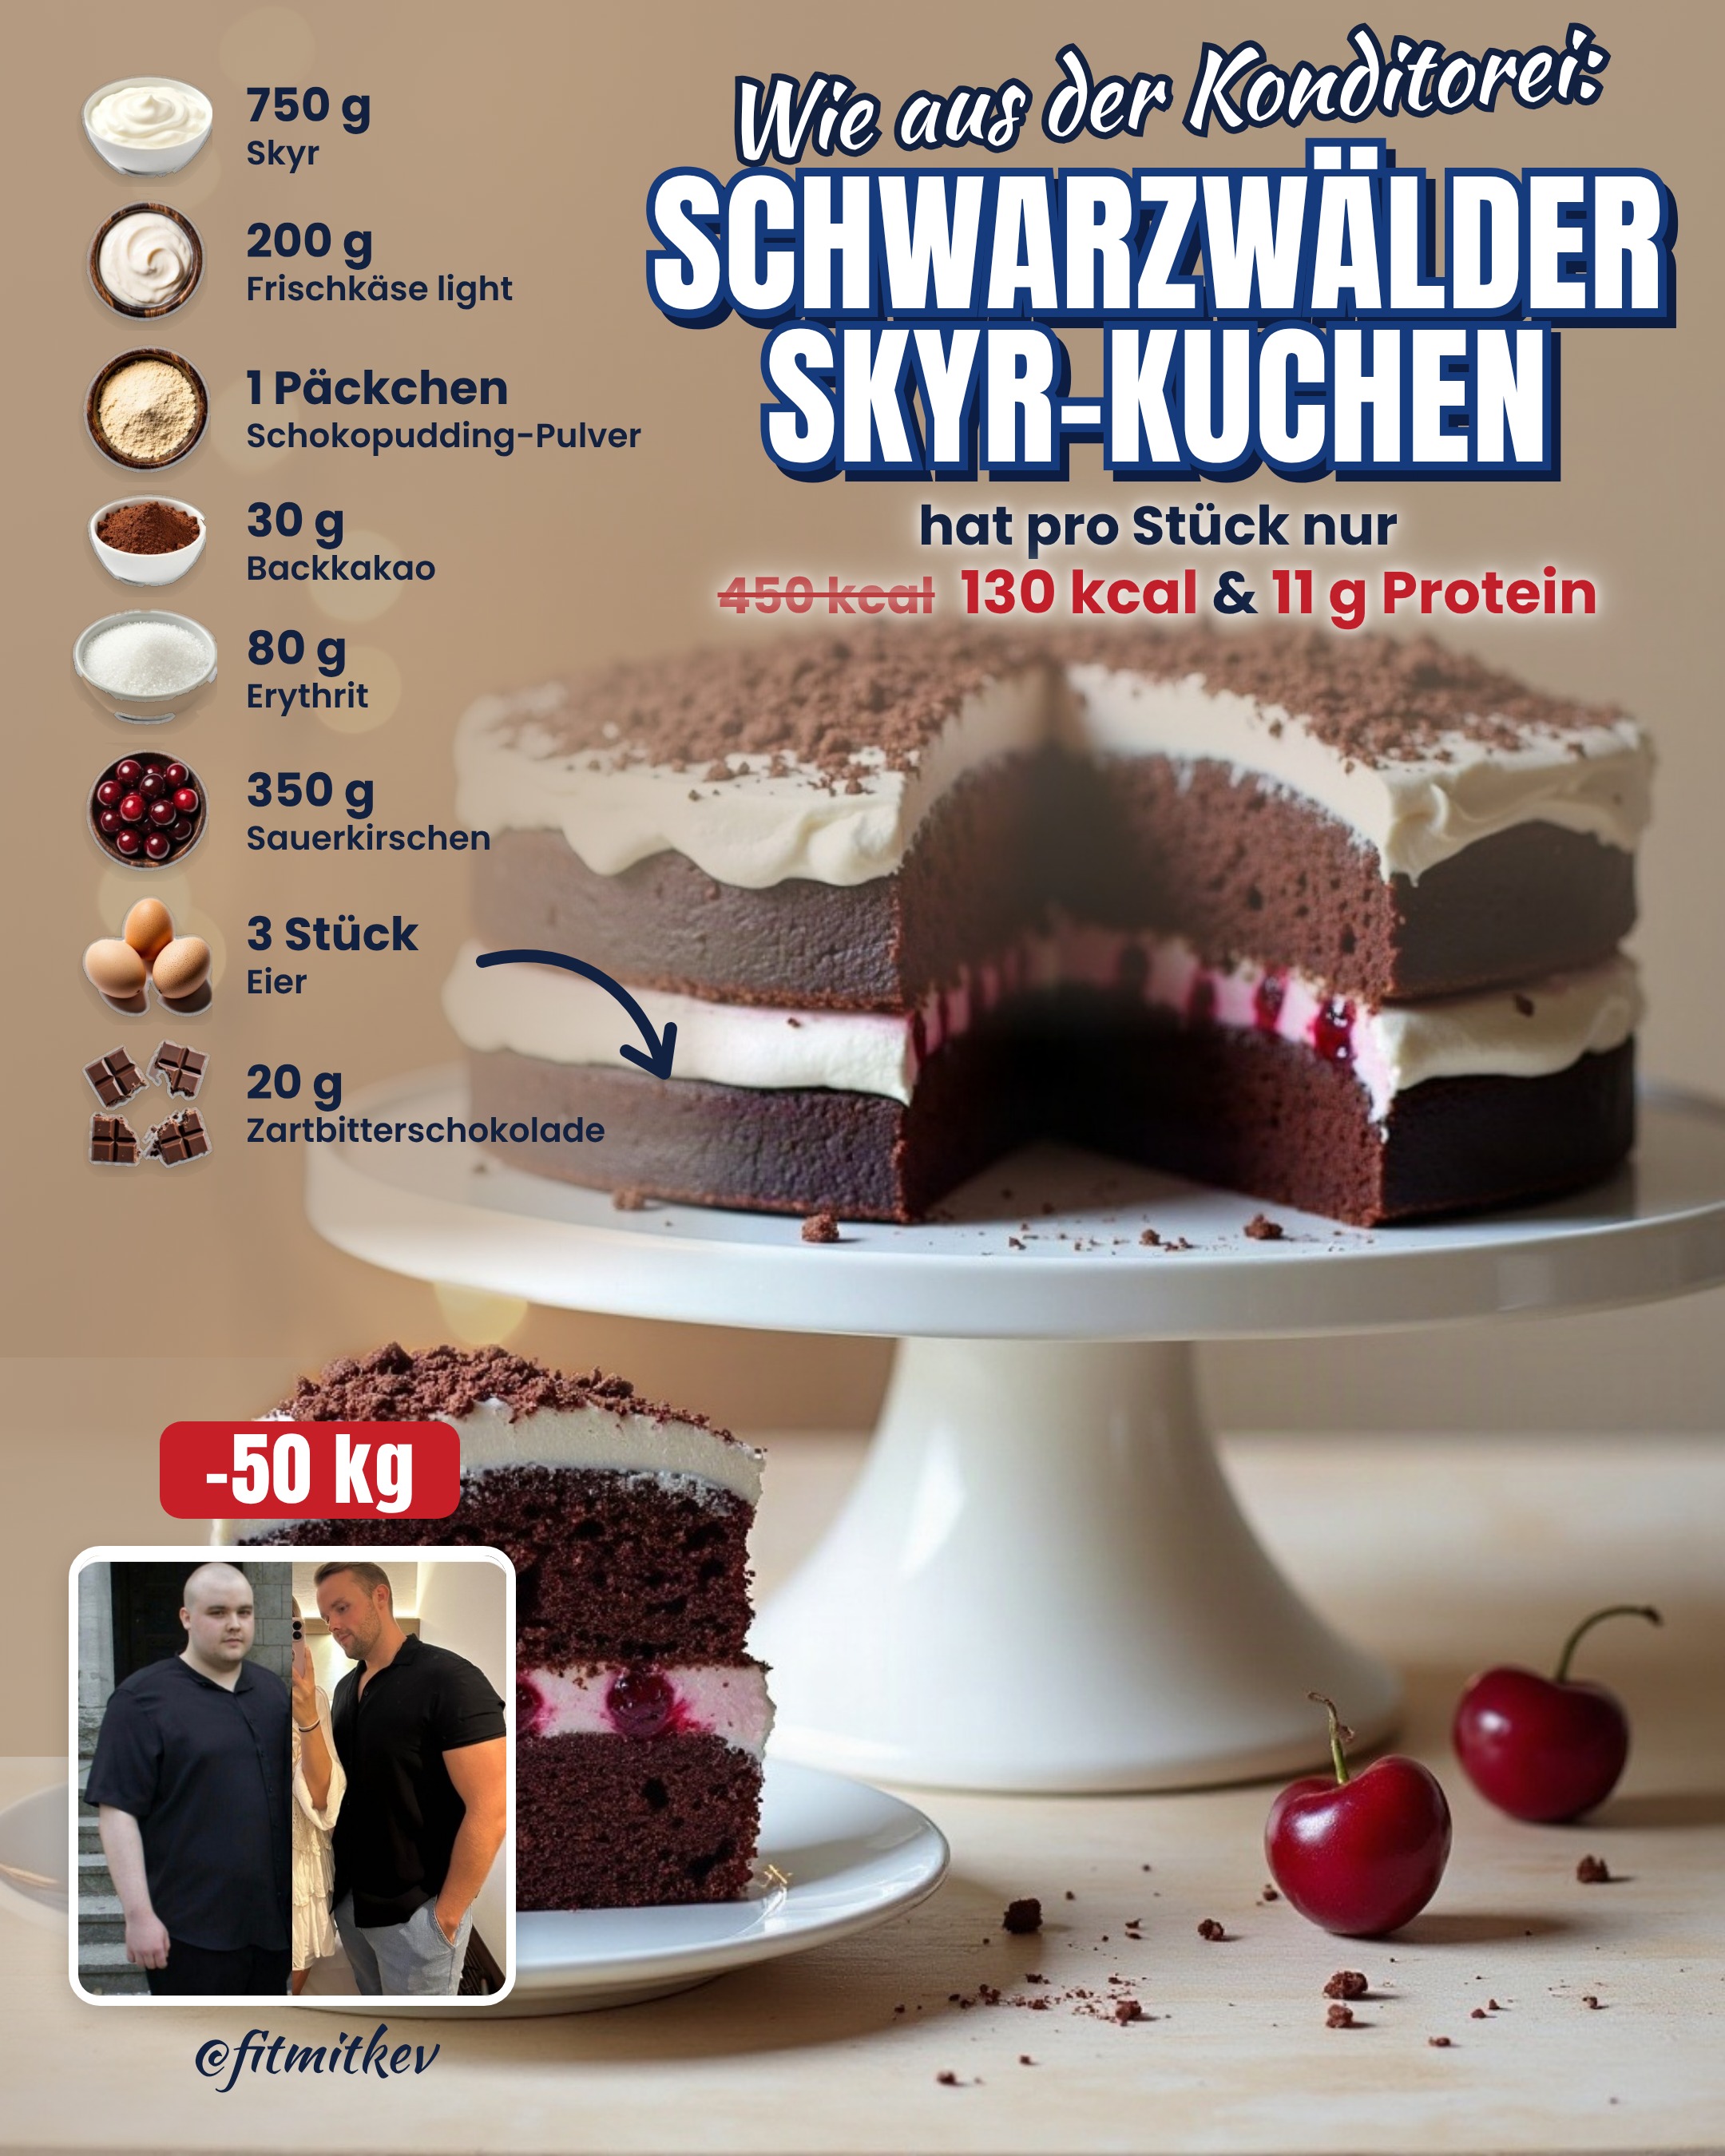 Wie aus der Konditorei:
SCHWARZWÄLDER
SKYR-KUCHEN
hat pro Stück nur
450 kcal 130 kcal & 11 g Protein
750 g
Skyr
200 g
Frischkäse light
1 Päckchen
Schokopudding-Pulver
30 g
Backkakao
80 g
Erythrit
350 g
Sauerkirschen
3 Stück
Eier
20 g
Zartbitterschokolade
-50 kg
@fitmitkev